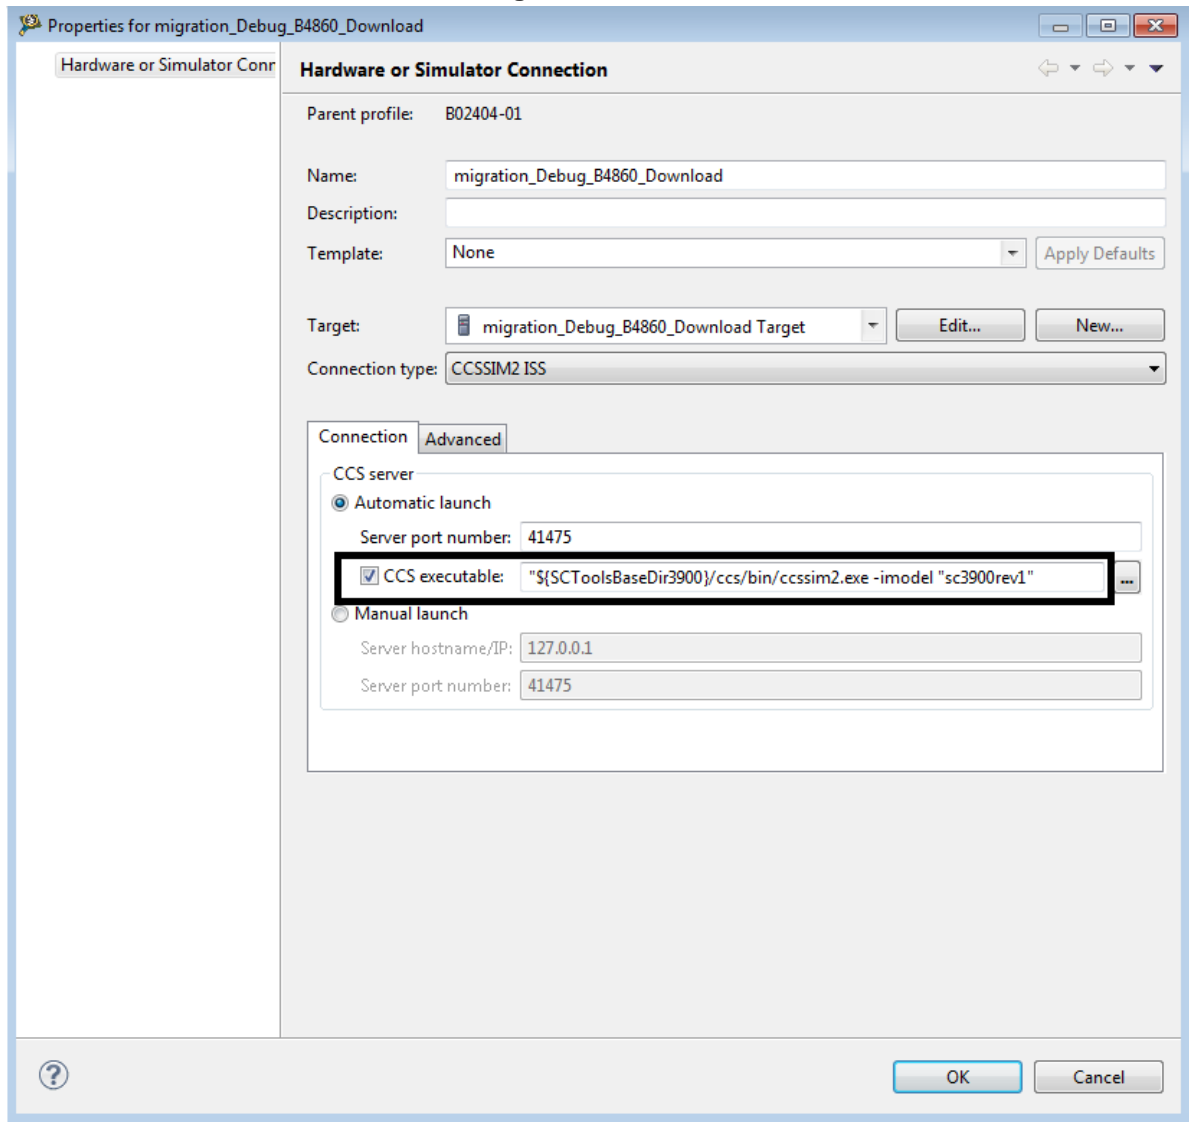 Properties for migration_Debug_B4860_Download
Hardware or Simulator Conr
Hardware or Simulator Connection
Parent profile: B02404-01
Name: migration_Debug_B4860_Download
Description:
Template: None Apply Defaults
Target: migration_Debug_B4860_Download Target Edit... New...
Connection type: CCSSIM2 ISS
Connection Advanced
CCS server
Automatic launch
Server port number: 41475
CCS executable: "${SCToolsBaseDir3900}/ccs/bin/ccssim2.exe -imodel "sc3900rev1" ...
Manual launch
Server hostname/IP: 127.0.0.1
Server port number: 41475
? OK Cancel